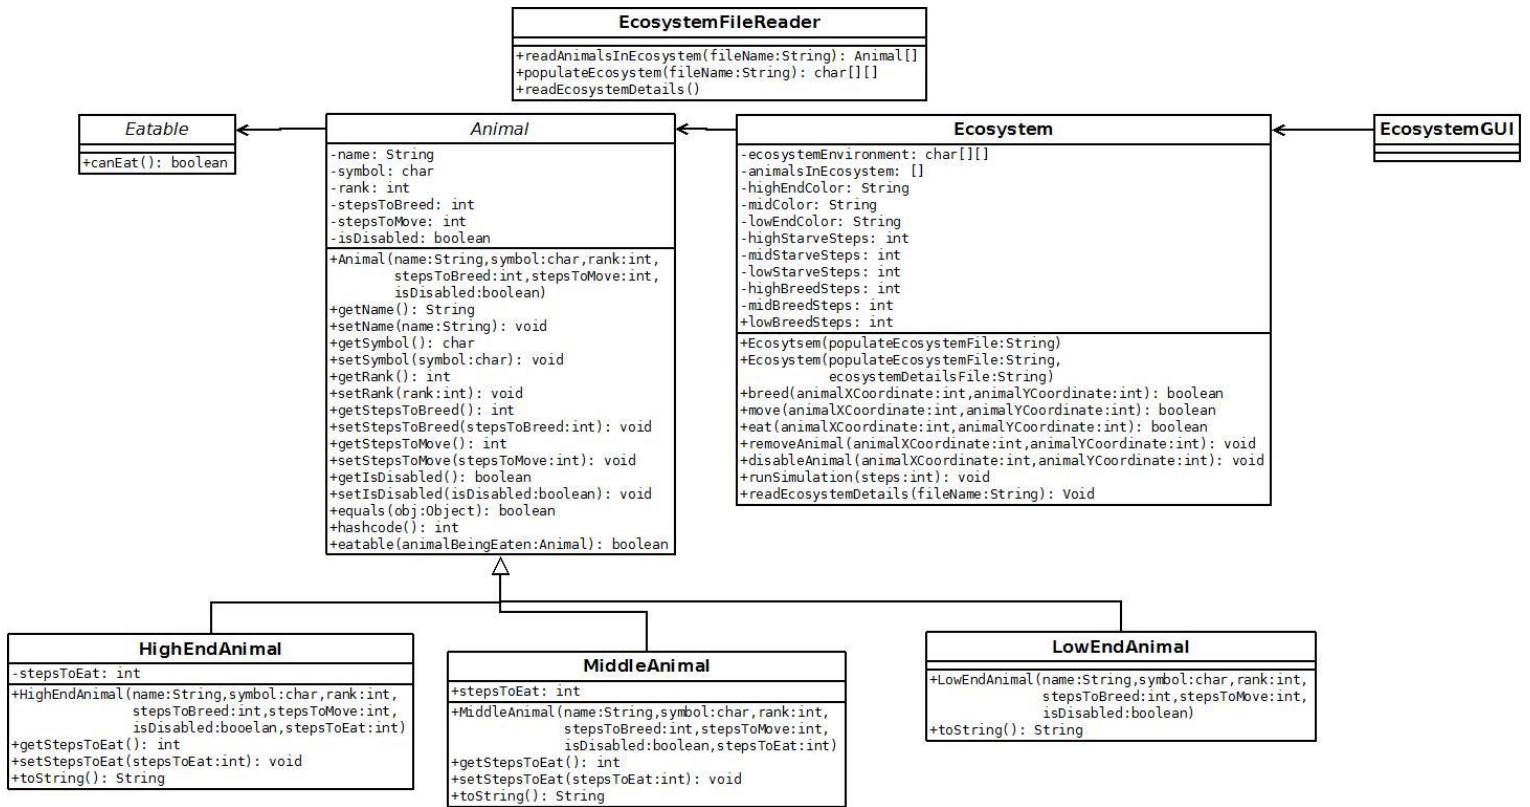 EcosystemFileReader
+readAnimalsInEcosystem(fileName:String): Animal[]
+populateEcosystem(fileName:String): char[][]
+readEcosystemDetails()
Eatable
+canEat(): boolean
Animal
-name: String
-symbol: char
-rank: int
-stepsToBreed: int
-stepsToMove: int
-isDisabled: boolean
+Animal(name:String,symbol:char,rank:int,
stepsToBreed:int,stepsToMove:int,
isDisabled:boolean)
+getName(): String
+setName(name:String): void
+getSymbol(): char
+setSymbol(symbol:char): void
+getRank(): int
+setRank(rank:int): void
+getStepsToBreed(): int
+setStepsToBreed(stepsToBreed:int): void
+getStepsToMove(): int
+setStepsToMove(stepsToMove:int): void
+getIsDisabled(): boolean
+setIsDisabled(isDisabled:boolean): void
+equals(obj:Object): boolean
+hashcode(): int
+eatable(animalBeingEaten:Animal): boolean
Ecosystem
-ecosystemEnvironment: char[][]
-animalsInEcosystem: []
-highEndColor: String
-midColor: String
-lowEndColor: String
-highStarveSteps: int
-midStarveSteps: int
-lowStarveSteps: int
-highBreedSteps: int
-midBreedSteps: int
+lowBreedSteps: int
+Ecosytsem(populateEcosystemFile:String)
+Ecosystem(populateEcosystemFile:String,
ecosystemDetailsFile:String)
+breed(animalXCoordinate:int,animalYCoordinate:int): boolean
+move(animalXCoordinate:int,animalYCoordinate:int): boolean
+eat(animalXCoordinate:int,animalYCoordinate:int): boolean
+removeAnimal(animalXCoordinate:int,animalYCoordinate:int): void
+disableAnimal(animalXCoordinate:int,animalYCoordinate:int): void
+runSimulation(steps:int): void
+readEcosystemDetails(fileName:String): Void
EcosystemGUI
HighEndAnimal
-stepsToEat: int
+HighEndAnimal(name:String,symbol:char,rank:int,
stepsToBreed:int,stepsToMove:int,
isDisabled:booelan,stepsToEat:int)
+getStepsToEat(): int
+setStepsToEat(stepsToEat:int): void
+toString(): String
MiddleAnimal
+stepsToEat: int
+MiddleAnimal(name:String,symbol:char,rank:int,
stepsToBreed:int,stepsToMove:int,
isDisabled:boolean,stepsToEat:int)
+getStepsToEat(): int
+setStepsToEat(stepsToEat:int): void
+toString(): String
LowEndAnimal
+LowEndAnimal(name:String,symbol:char,rank:int,
stepsToBreed:int,stepsToMove:int,
isDisabled:boolean)
+toString(): String